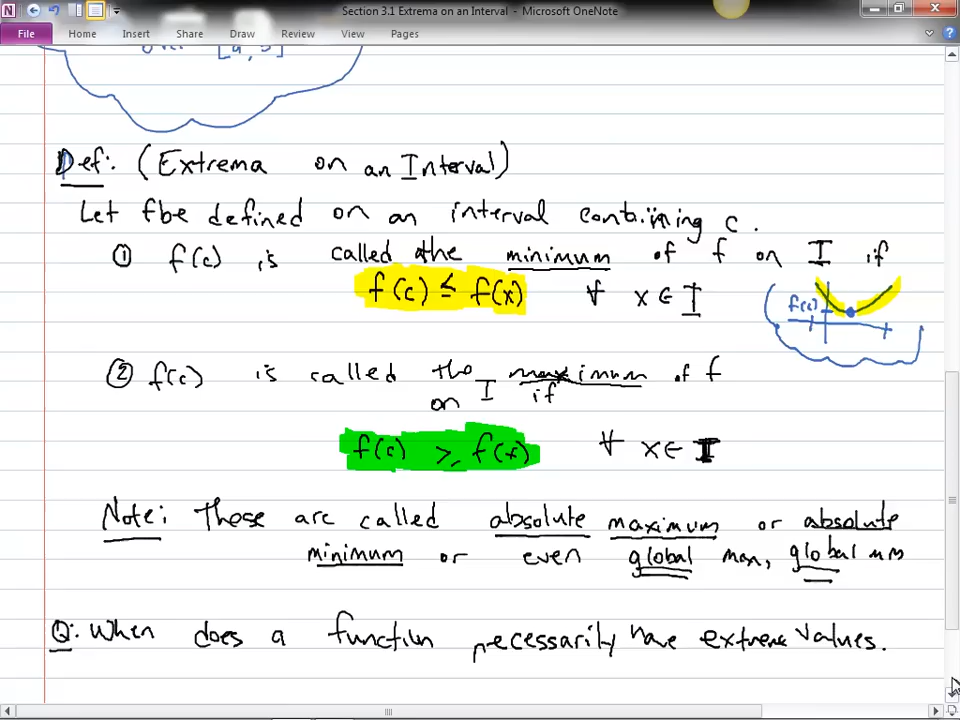 Section 3.1 Extrema on an Interval - Microsoft OneNote
File Home Insert Share Draw Review View Pages
over [a, b]
Def: (Extrema on an Interval)
Let f be defined on an interval containing c.
① f(c) is called the minimum of f on I if
f(c) ≤ f(x) ∀ x ∈ I
f(c)
② f(c) is called the maximum of f
on I if
f(c) ≥ f(x) ∀ x ∈ I
Note: These are called absolute maximum or absolute
minimum or even global max, global min
Q: When does a function necessarily have extreme values.